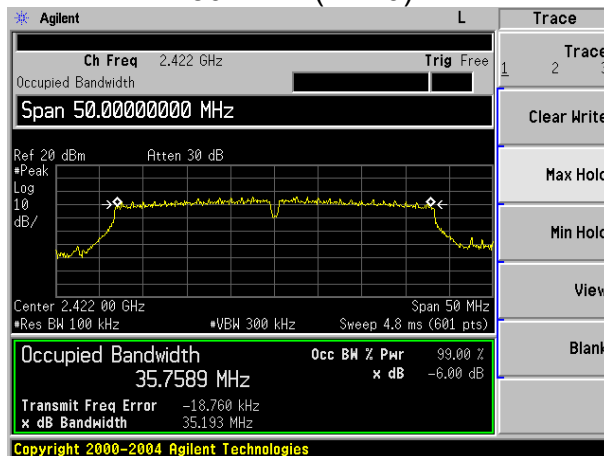 Agilent L Trace
Ch Freq 2.422 GHz Trig Free
Occupied Bandwidth
Trace
1 2 3
Span 50.00000000 MHz
Clear Write
Ref 20 dBm Atten 30 dB
#Peak
Log
10
dB/
Max Hold
Min Hold
View
Center 2.422 00 GHz Span 50 MHz
#Res BW 100 kHz #VBW 300 kHz Sweep 4.8 ms (601 pts)
Blank
Occupied Bandwidth Occ BW % Pwr 99.00 %
35.7589 MHz x dB -6.00 dB
Transmit Freq Error -18.760 kHz
x dB Bandwidth 35.193 MHz
Copyright 2000-2004 Agilent Technologies